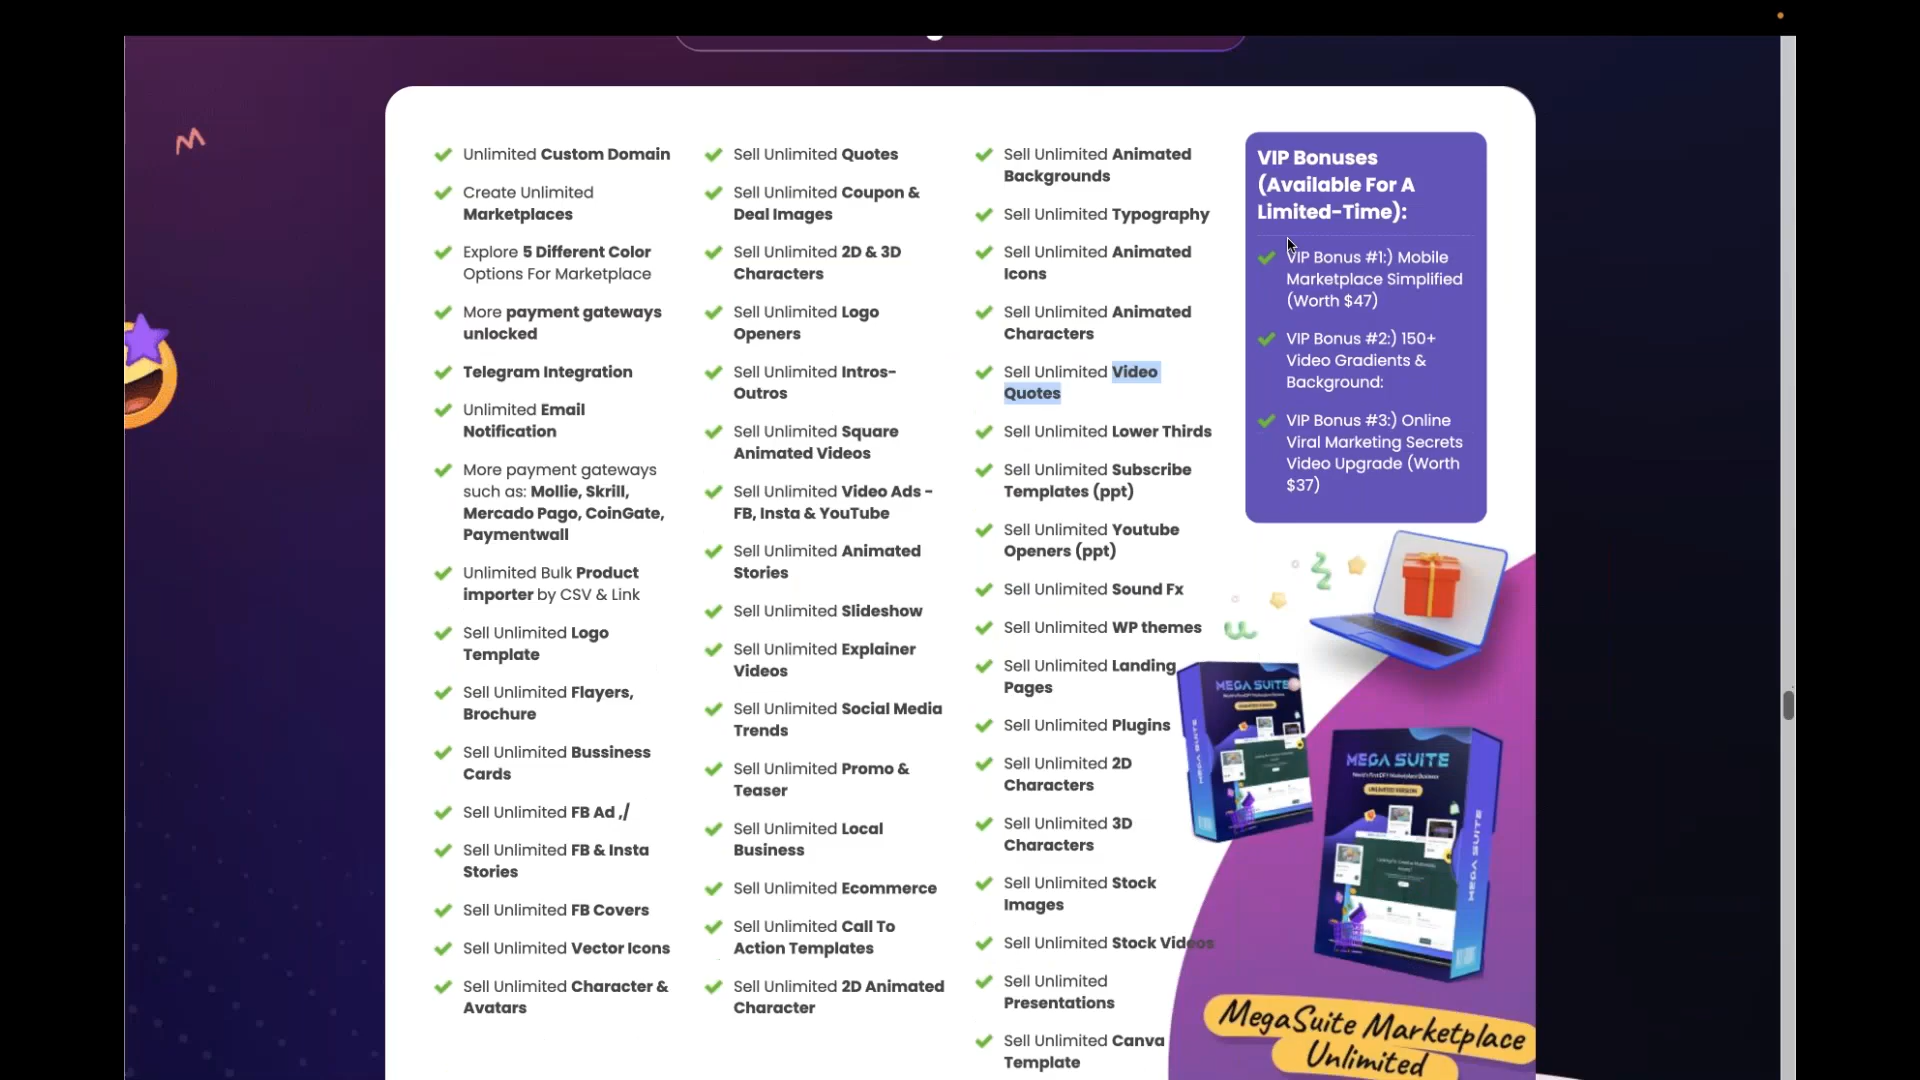 Unlimited Custom Domain
Create Unlimited
Marketplaces
Explore 5 Different Color
Options For Marketplace
More payment gateways
unlocked
Telegram Integration
Unlimited Email
Notification
More payment gateways
such as: Mollie, Skrill,
Mercado Pago, CoinGate,
Paymentwall
Unlimited Bulk Product
importer by CSV & Link
Sell Unlimited Logo
Template
Sell Unlimited Flayers,
Brochure
Sell Unlimited Bussiness
Cards
Sell Unlimited FB Ad ,/
Sell Unlimited FB & Insta
Stories
Sell Unlimited FB Covers
Sell Unlimited Vector Icons
Sell Unlimited Character &
Avatars
Sell Unlimited Quotes
Sell Unlimited Coupon &
Deal Images
Sell Unlimited 2D & 3D
Characters
Sell Unlimited Logo
Openers
Sell Unlimited Intros-
Outros
Sell Unlimited Square
Animated Videos
Sell Unlimited Video Ads -
FB, Insta & YouTube
Sell Unlimited Animated
Stories
Sell Unlimited Slideshow
Sell Unlimited Explainer
Videos
Sell Unlimited Social Media
Trends
Sell Unlimited Promo &
Teaser
Sell Unlimited Local
Business
Sell Unlimited Ecommerce
Sell Unlimited Call To
Action Templates
Sell Unlimited 2D Animated
Character
Sell Unlimited Animated
Backgrounds
Sell Unlimited Typography
Sell Unlimited Animated
Icons
Sell Unlimited Animated
Characters
Sell Unlimited Video
Quotes
Sell Unlimited Lower Thirds
Sell Unlimited Subscribe
Templates (ppt)
Sell Unlimited Youtube
Openers (ppt)
Sell Unlimited Sound Fx
Sell Unlimited WP themes
Sell Unlimited Landing
Pages
Sell Unlimited Plugins
Sell Unlimited 2D
Characters
Sell Unlimited 3D
Characters
Sell Unlimited Stock
Images
Sell Unlimited Stock Videos
Sell Unlimited
Presentations
Sell Unlimited Canva
Template
VIP Bonuses
(Available For A
Limited-Time):
VIP Bonus #1:) Mobile
Marketplace Simplified
(Worth $47)
VIP Bonus #2:) 150+
Video Gradients &
Background:
VIP Bonus #3:) Online
Viral Marketing Secrets
Video Upgrade (Worth
$37)
MEGA SUITE
MEGA SUITE
MEGA SUITE
World's First DFY Marketplace Business
UNLIMITED VERSION
MEGA SUITE
MegaSuite Marketplace
Unlimited